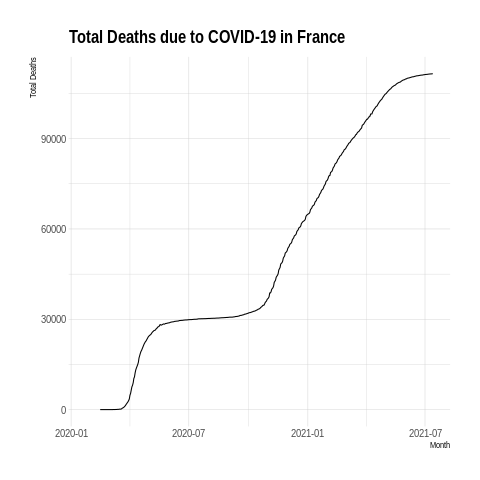 Total Deaths due to COVID-19 in France
Total Deaths
90000
60000
30000
0
2020-01 2020-07 2021-01 2021-07
Month